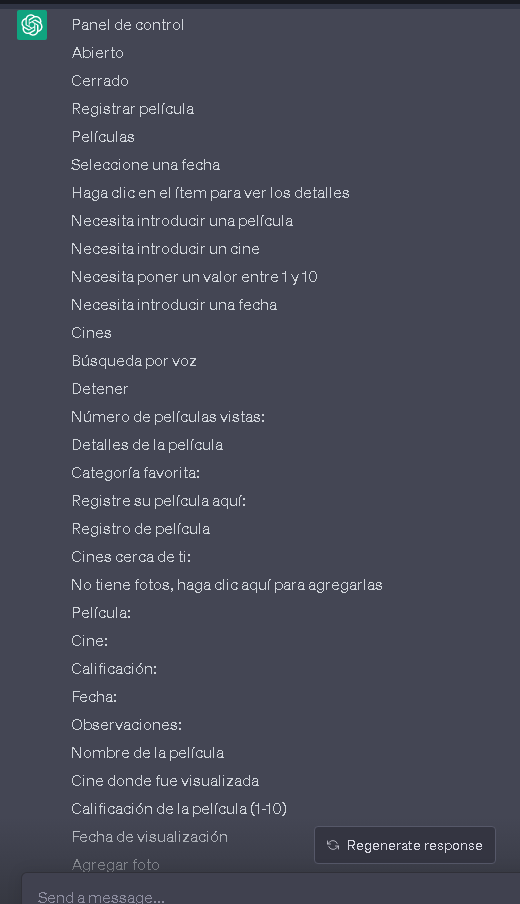 Panel de control
Abierto
Cerrado
Registrar película
Películas
Seleccione una fecha
Haga clic en el ítem para ver los detalles
Necesita introducir una película
Necesita introducir un cine
Necesita poner un valor entre 1 y 10
Necesita introducir una fecha
Cines
Búsqueda por voz
Detener
Número de películas vistas:
Detalles de la película
Categoría favorita:
Registre su película aquí:
Registro de película
Cines cerca de ti:
No tiene fotos, haga clic aquí para agregarlas
Película:
Cine:
Calificación:
Fecha:
Observaciones:
Nombre de la película
Cine donde fue visualizada
Calificación de la película (1-10)
Fecha de visualización
Regenerate response
Agregar foto
Send a message...